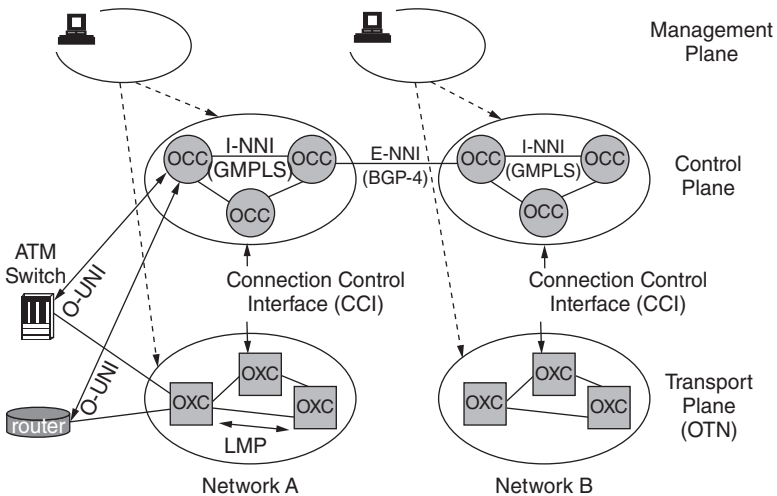 Management
Plane
I-NNI
(GMPLS)
OCC
OCC
OCC
E-NNI
(BGP-4)
I-NNI
(GMPLS)
OCC
OCC
OCC
Control
Plane
ATM
Switch
O-UNI
O-UNI
Connection Control
Interface (CCI)
Connection Control
Interface (CCI)
router
OXC
OXC
OXC
LMP
OXC
OXC
OXC
Transport
Plane
(OTN)
Network A
Network B